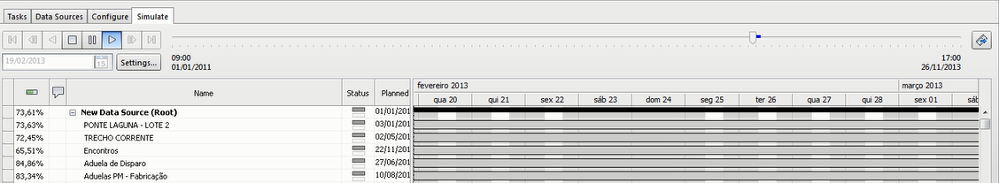 Tasks Data Sources Configure Simulate
19/02/2013 15 Settings...
09:00 17:00
01/01/2011 26/11/2013
fevereiro 2013 março 2013
Name Status Planned qua 20 qui 21 sex 22 sáb 23 dom 24 seg 25 ter 26 qua 27 qui 28 sex 01 sáb
73,61% New Data Source (Root) 01/01/201
73,63% PONTE LAGUNA - LOTE 2 03/01/201
72,45% TRECHO CORRENTE 02/05/201
65,51% Encontros 22/11/201
84,86% Aduela de Disparo 27/06/201
83,34% Aduelas PM - Fabricação 10/08/201